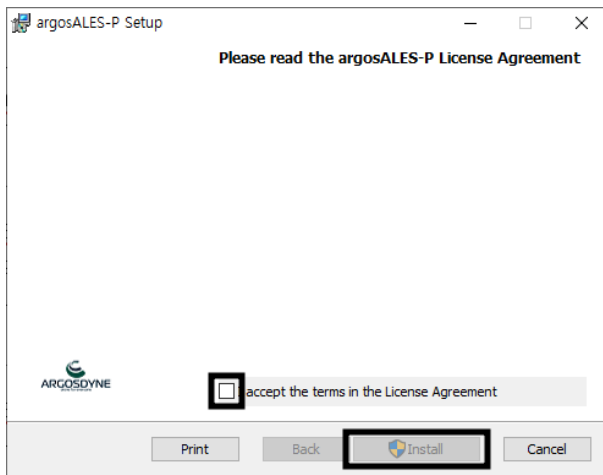 argosALES-P Setup
Please read the argosALES-P License Agreement
ARGOSDYNE
accept the terms in the License Agreement
Print
Back
Install
Cancel